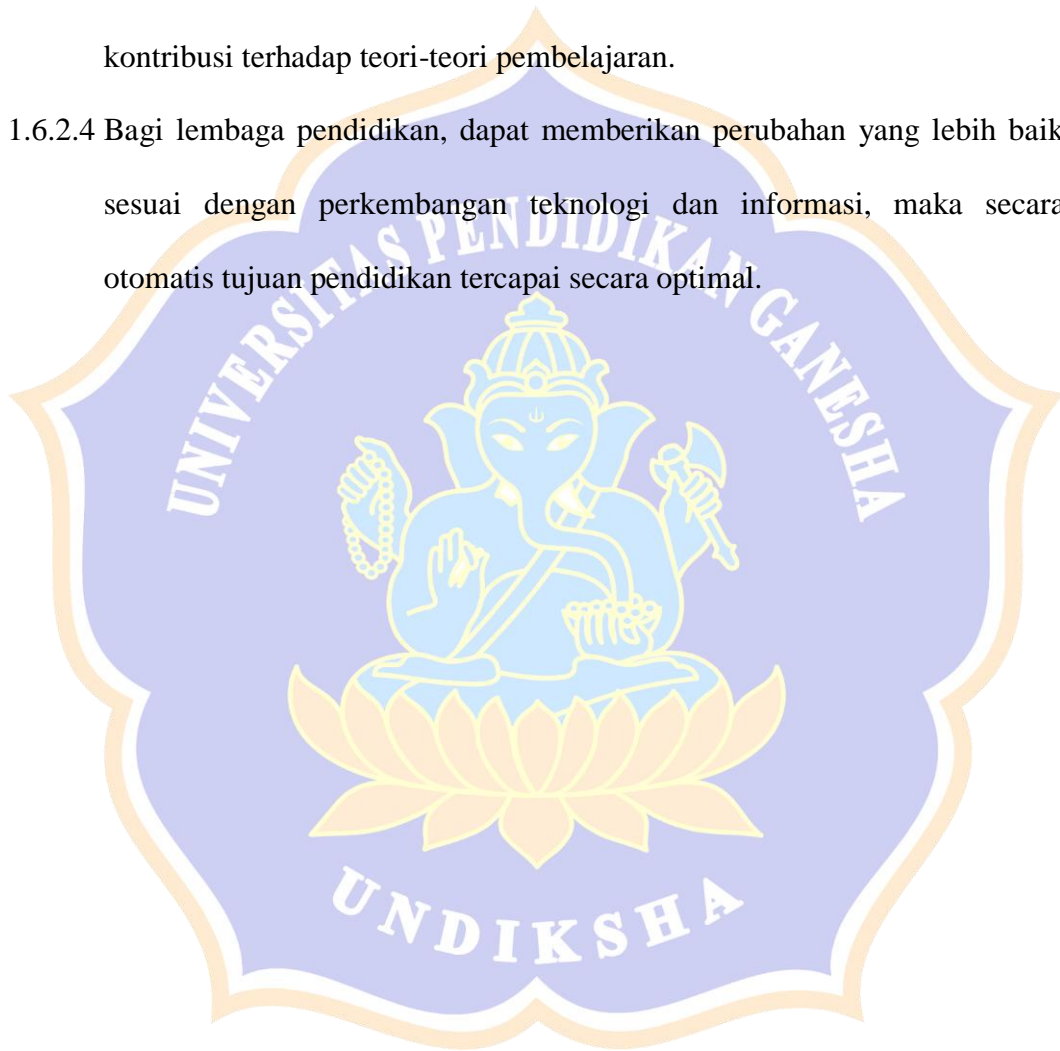 kontribusi terhadap teori-teori pembelajaran.
1.6.2.4 Bagi lembaga pendidikan, dapat memberikan perubahan yang lebih baik
sesuai dengan perkembangan teknologi dan informasi, maka secara
otomatis tujuan pendidikan tercapai secara optimal.
UNIVERSITAS PENDIDIKAN GANESHA
UNDIKSHA